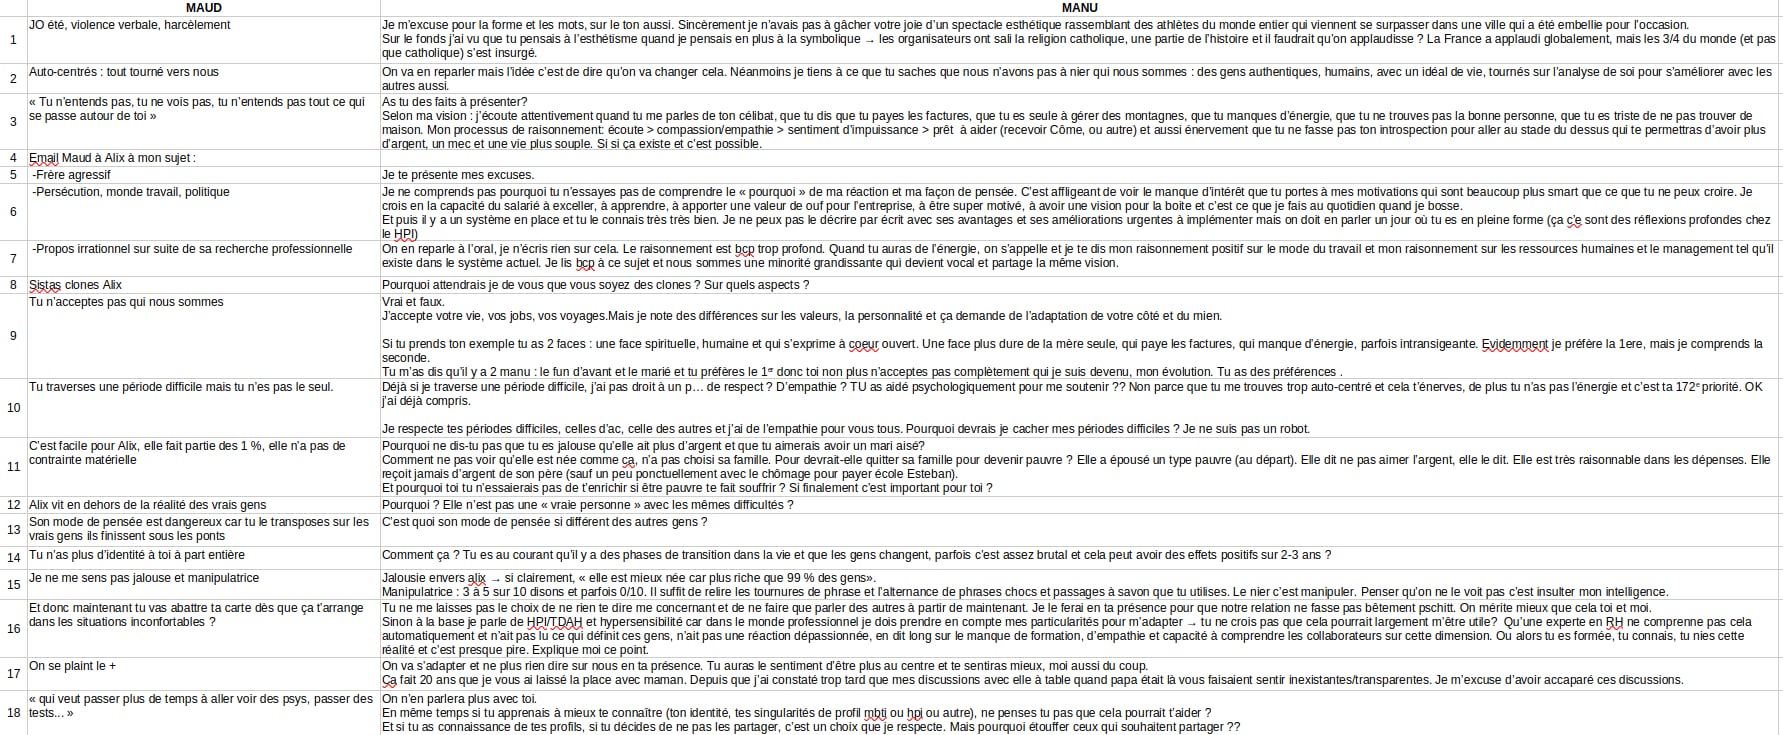 MAUD MANU
1 JO été, violence verbale, harcèlement
Je m'excuse pour la forme et les mots, sur le ton aussi. Sincèrement je n'avais pas à gâcher votre joie d'un spectacle esthétique rassemblant des athlètes du monde entier qui viennent se surpasser dans une ville qui a été embellie pour l'occasion.
Sur le fonds j'ai vu que tu pensais à l'esthétisme quand je pensais en plus à la symbolique → les organisateurs ont sali la religion catholique, une partie de l'histoire et il faudrait qu'on applaudisse ? La France a applaudi globalement, mais les 3/4 du monde (et pas
que catholique) s'est insurgé.
2 Auto-centrés : tout tourné vers nous
On va en reparler mais l'idée c'est de dire qu'on va changer cela. Néanmoins je tiens à ce que tu saches que nous n'avons pas à nier qui nous sommes : des gens authentiques, humains, avec un idéal de vie, tournés sur l'analyse de soi pour s'améliorer avec les
autres aussi.
3 « Tu n'entends pas, tu ne vois pas, tu n'entends pas tout ce qui
se passe autour de toi »
As tu des faits à présenter?
Selon ma vision : j'écoute attentivement quand tu me parles de ton célibat, que tu dis que tu payes les factures, que tu es seule à gérer des montagnes, que tu manques d'énergie, que tu ne trouves pas la bonne personne, que tu es triste de ne pas trouver de
maison. Mon processus de raisonnement: écoute > compassion/empathie > sentiment d'impuissance > prêt à aider (recevoir Côme, ou autre) et aussi énervement que tu ne fasse pas ton introspection pour aller au stade du dessus qui te permettras d'avoir plus
d'argent, un mec et une vie plus souple. Si si ça existe et c'est possible.
4 Email Maud à Alix à mon sujet :
5 -Frère agressif
Je te présente mes excuses.
6 -Persécution, monde travail, politique
Je ne comprends pas pourquoi tu n'essayes pas de comprendre le « pourquoi » de ma réaction et ma façon de pensée. C'est affligeant de voir le manque d'intérêt que tu portes à mes motivations qui sont beaucoup plus smart que ce que tu ne peux croire. Je
crois en la capacité du salarié à exceller, à apprendre, à apporter une valeur de ouf pour l'entreprise, à être super motivé, à avoir une vision pour la boite et c'est ce que je fais au quotidien quand je bosse.
Et puis il y a un système en place et tu le connais très très bien. Je ne peux pas le décrire par écrit avec ses avantages et ses améliorations urgentes à implémenter mais on doit en parler un jour où tu es en pleine forme (ça c'e sont des réflexions profondes chez
le HPI)
7 -Propos irrationnel sur suite de sa recherche professionnelle
On en reparle à l'oral, je n'écris rien sur cela. Le raisonnement est bcp trop profond. Quand tu auras de l'énergie, on s'appelle et je te dis mon raisonnement positif sur le mode du travail et mon raisonnement sur les ressources humaines et le management tel qu'il
existe dans le système actuel. Je lis bcp à ce sujet et nous sommes une minorité grandissante qui devient vocal et partage la même vision.
8 Sistas clones Alix
Pourquoi attendrais je de vous que vous soyez des clones ? Sur quels aspects ?
9 Tu n'acceptes pas qui nous sommes
Vrai et faux.
J'accepte votre vie, vos jobs, vos voyages.Mais je note des différences sur les valeurs, la personnalité et ça demande de l'adaptation de votre côté et du mien.
Si tu prends ton exemple tu as 2 faces : une face spirituelle, humaine et qui s'exprime à coeur ouvert. Une face plus dure de la mère seule, qui paye les factures, qui manque d'énergie, parfois intransigeante. Evidemment je préfère la 1ere, mais je comprends la
seconde.
Tu m'as dis qu'il y a 2 manu : le fun d'avant et le marié et tu préfères le 1er donc toi non plus n'acceptes pas complètement qui je suis devenu, mon évolution. Tu as des préférences .
10 Tu traverses une période difficile mais tu n'es pas le seul.
Déjà si je traverse une période difficile, j'ai pas droit à un p… de respect ? D'empathie ? TU as aidé psychologiquement pour me soutenir ?? Non parce que tu me trouves trop auto-centré et cela t'énerves, de plus tu n'as pas l'énergie et c'est ta 172e priorité. OK
j'ai déjà compris.
Je respecte tes périodes difficiles, celles d'ac, celle des autres et j'ai de l'empathie pour vous tous. Pourquoi devrais je cacher mes périodes difficiles ? Je ne suis pas un robot.
11 C'est facile pour Alix, elle fait partie des 1 %, elle n'a pas de
contrainte matérielle
Pourquoi ne dis-tu pas que tu es jalouse qu'elle ait plus d'argent et que tu aimerais avoir un mari aisé?
Comment ne pas voir qu'elle est née comme ca, n'a pas choisi sa famille. Pour devrait-elle quitter sa famille pour devenir pauvre ? Elle a épousé un type pauvre (au départ). Elle dit ne pas aimer l'argent, elle le dit. Elle est très raisonnable dans les dépenses. Elle
reçoit jamais d'argent de son père (sauf un peu ponctuellement avec le chômage pour payer école Esteban).
Et pourquoi toi tu n'essaierais pas de t'enrichir si être pauvre te fait souffrir ? Si finalement c'est important pour toi ?
12 Alix vit en dehors de la réalité des vrais gens
Pourquoi ? Elle n'est pas une « vraie personne » avec les mêmes difficultés ?
13 Son mode de pensée est dangereux car tu le transposes sur les
vrais gens ils finissent sous les ponts
C'est quoi son mode de pensée si différent des autres gens ?
14 Tu n'as plus d'identité à toi à part entière
Comment ça ? Tu es au courant qu'il y a des phases de transition dans la vie et que les gens changent, parfois c'est assez brutal et cela peut avoir des effets positifs sur 2-3 ans ?
15 Je ne me sens pas jalouse et manipulatrice
Jalousie envers alix → si clairement, « elle est mieux née car plus riche que 99 % des gens».
Manipulatrice : 3 à 5 sur 10 disons et parfois 0/10. Il suffit de relire les tournures de phrase et l'alternance de phrases chocs et passages à savon que tu utilises. Le nier c'est manipuler. Penser qu'on ne le voit pas c'est insulter mon intelligence.
16 Et donc maintenant tu vas abattre ta carte dès que ça t'arrange
dans les situations inconfortables ?
Tu ne me laisses pas le choix de ne rien te dire me concernant et de ne faire que parler des autres à partir de maintenant. Je le ferai en ta présence pour que notre relation ne fasse pas bêtement pschitt. On mérite mieux que cela toi et moi.
Sinon à la base je parle de HPI/TDAH et hypersensibilité car dans le monde professionnel je dois prendre en compte mes particularités pour m'adapter → tu ne crois pas que cela pourrait largement m'être utile? Qu'une experte en RH ne comprenne pas cela
automatiquement et n'ait pas lu ce qui définit ces gens, n'ait pas une réaction dépassionnée, en dit long sur le manque de formation, d'empathie et capacité à comprendre les collaborateurs sur cette dimension. Ou alors tu es formée, tu connais, tu nies cette
réalité et c'est presque pire. Explique moi ce point.
17 On se plaint le +
On va s'adapter et ne plus rien dire sur nous en ta présence. Tu auras le sentiment d'être plus au centre et te sentiras mieux, moi aussi du coup.
Ca fait 20 ans que je vous ai laissé la place avec maman. Depuis que j'ai constaté trop tard que mes discussions avec elle à table quand papa était là vous faisaient sentir inexistantes/transparentes. Je m'excuse d'avoir accaparé ces discussions.
18 « qui veut passer plus de temps à aller voir des psys, passer des
tests... »
On n'en parlera plus avec toi.
En même temps si tu apprenais à mieux te connaître (ton identité, tes singularités de profil mbti ou hpi ou autre), ne penses tu pas que cela pourrait t'aider ?
Et si tu as connaissance de tes profils, si tu décides de ne pas les partager, c'est un choix que je respecte. Mais pourquoi étouffer ceux qui souhaitent partager ??